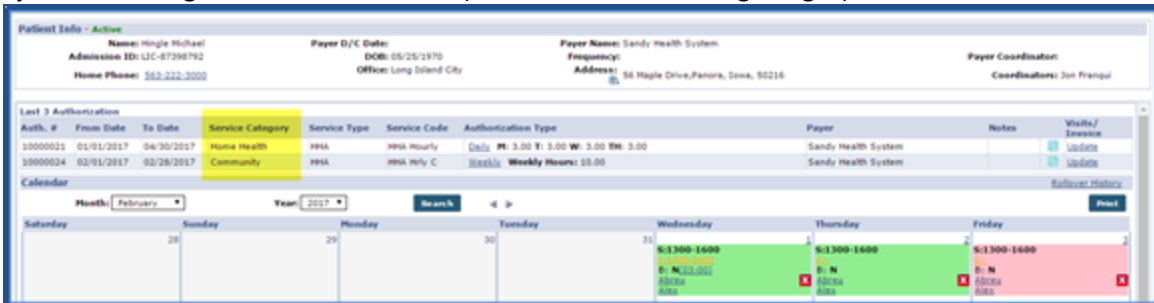 Patient Info - Active
Name: Hingle Michael Payer D/C Date: Payer Name: Sandy Health System
Admission ID: LIC-87398792 DOB: 05/25/1970 Frequency: Payer Coordinator:
Home Phone: 563-222-3000 Office: Long Island City Address: 56 Maple Drive,Panora, Iowa, 50216 Coordinators: Jon Franqui
Last 3 Authorization
Auth. # From Date To Date Service Category Service Type Service Code Authorization Type Payer Notes Visits/
Invoice
10000021 01/01/2017 04/30/2017 Home Health HHA HHA Hourly Daily M: 3.00 T: 3.00 W: 3.00 TH: 3.00 Sandy Health System Update
10000024 02/01/2017 02/28/2017 Community HHA HHA Hrly C Weekly Weekly Hours: 10.00 Sandy Health System Update
Calendar Rollover History
Month: February Year: 2017 Search Print
Saturday Sunday Monday Tuesday Wednesday Thursday Friday
28 29 30 31 1 2 3
S:1300-1600 S:1300-1600 S:1300-1600
B: N(03:00) B: N B: N
Abreu X Abreu X Abreu X
Alex Alex Alex